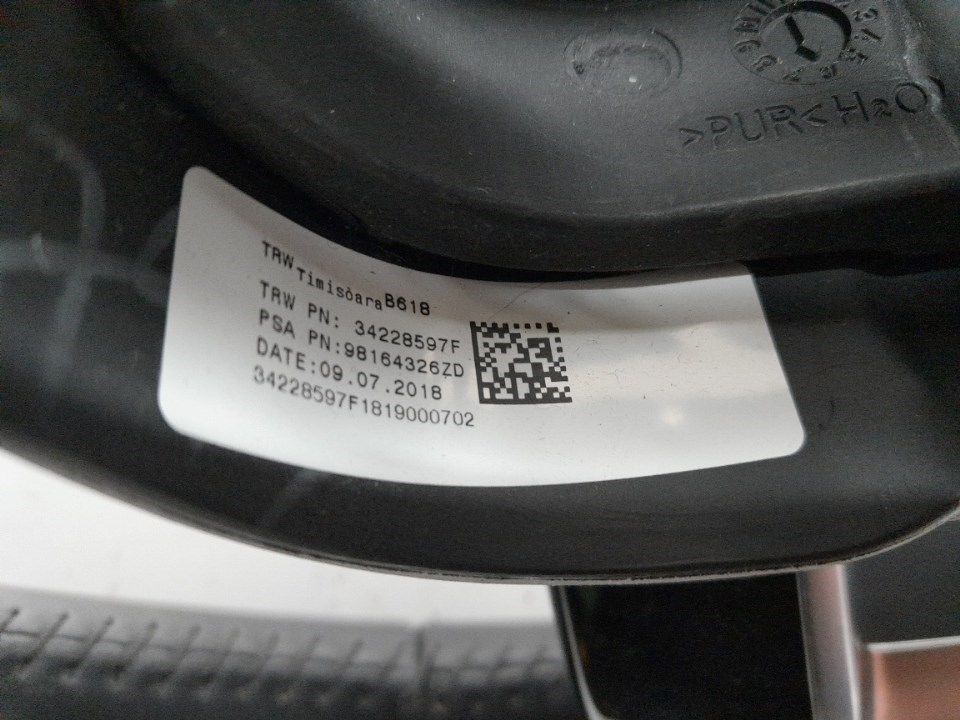 >PUR< H2O
TRW Timisoara B618
TRW PN: 34228597F
PSA PN:98164326ZD
DATE:09.07.2018
34228597F1819000702